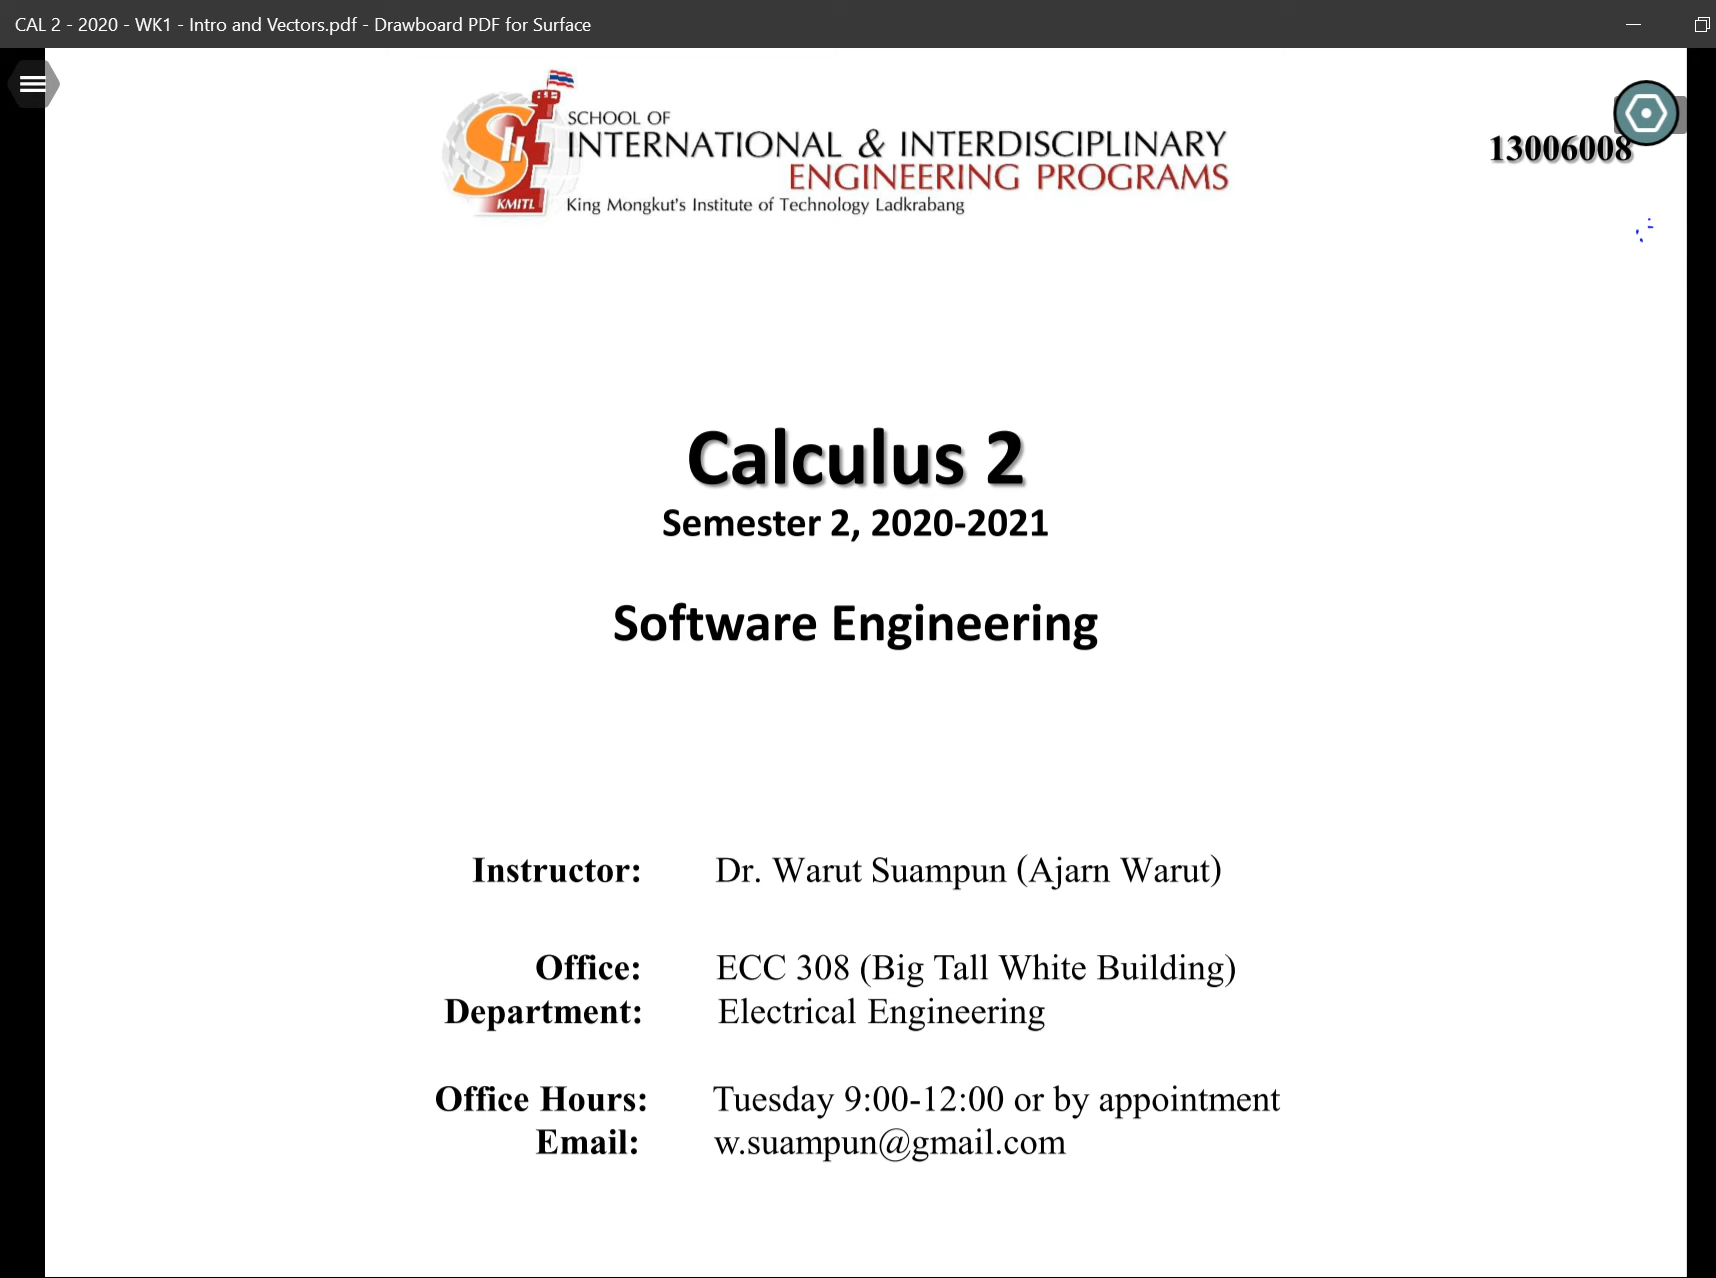 CAL 2 - 2020 - WK1 - Intro and Vectors.pdf - Drawboard PDF for Surface
SCHOOL OF
INTERNATIONAL & INTERDISCIPLINARY
ENGINEERING PROGRAMS
KMITL
King Mongkut's Institute of Technology Ladkrabang
13006008
Calculus 2
Semester 2, 2020-2021
Software Engineering
Instructor: Dr. Warut Suampun (Ajarn Warut)
Office: ECC 308 (Big Tall White Building)
Department: Electrical Engineering
Office Hours: Tuesday 9:00-12:00 or by appointment
Email: w.suampun@gmail.com